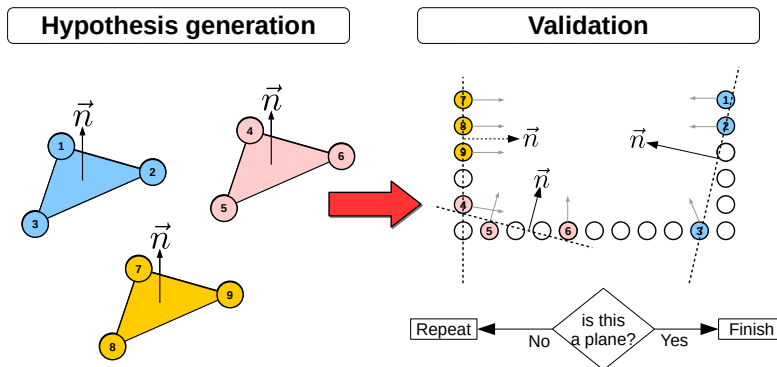 Hypothesis generation
Validation
n
1
2
3
n
4
6
5
n
7
9
8
7
8
9
n
4
5
6
n
1
2
n
3
is this
a plane?
Repeat
No
Yes
Finish